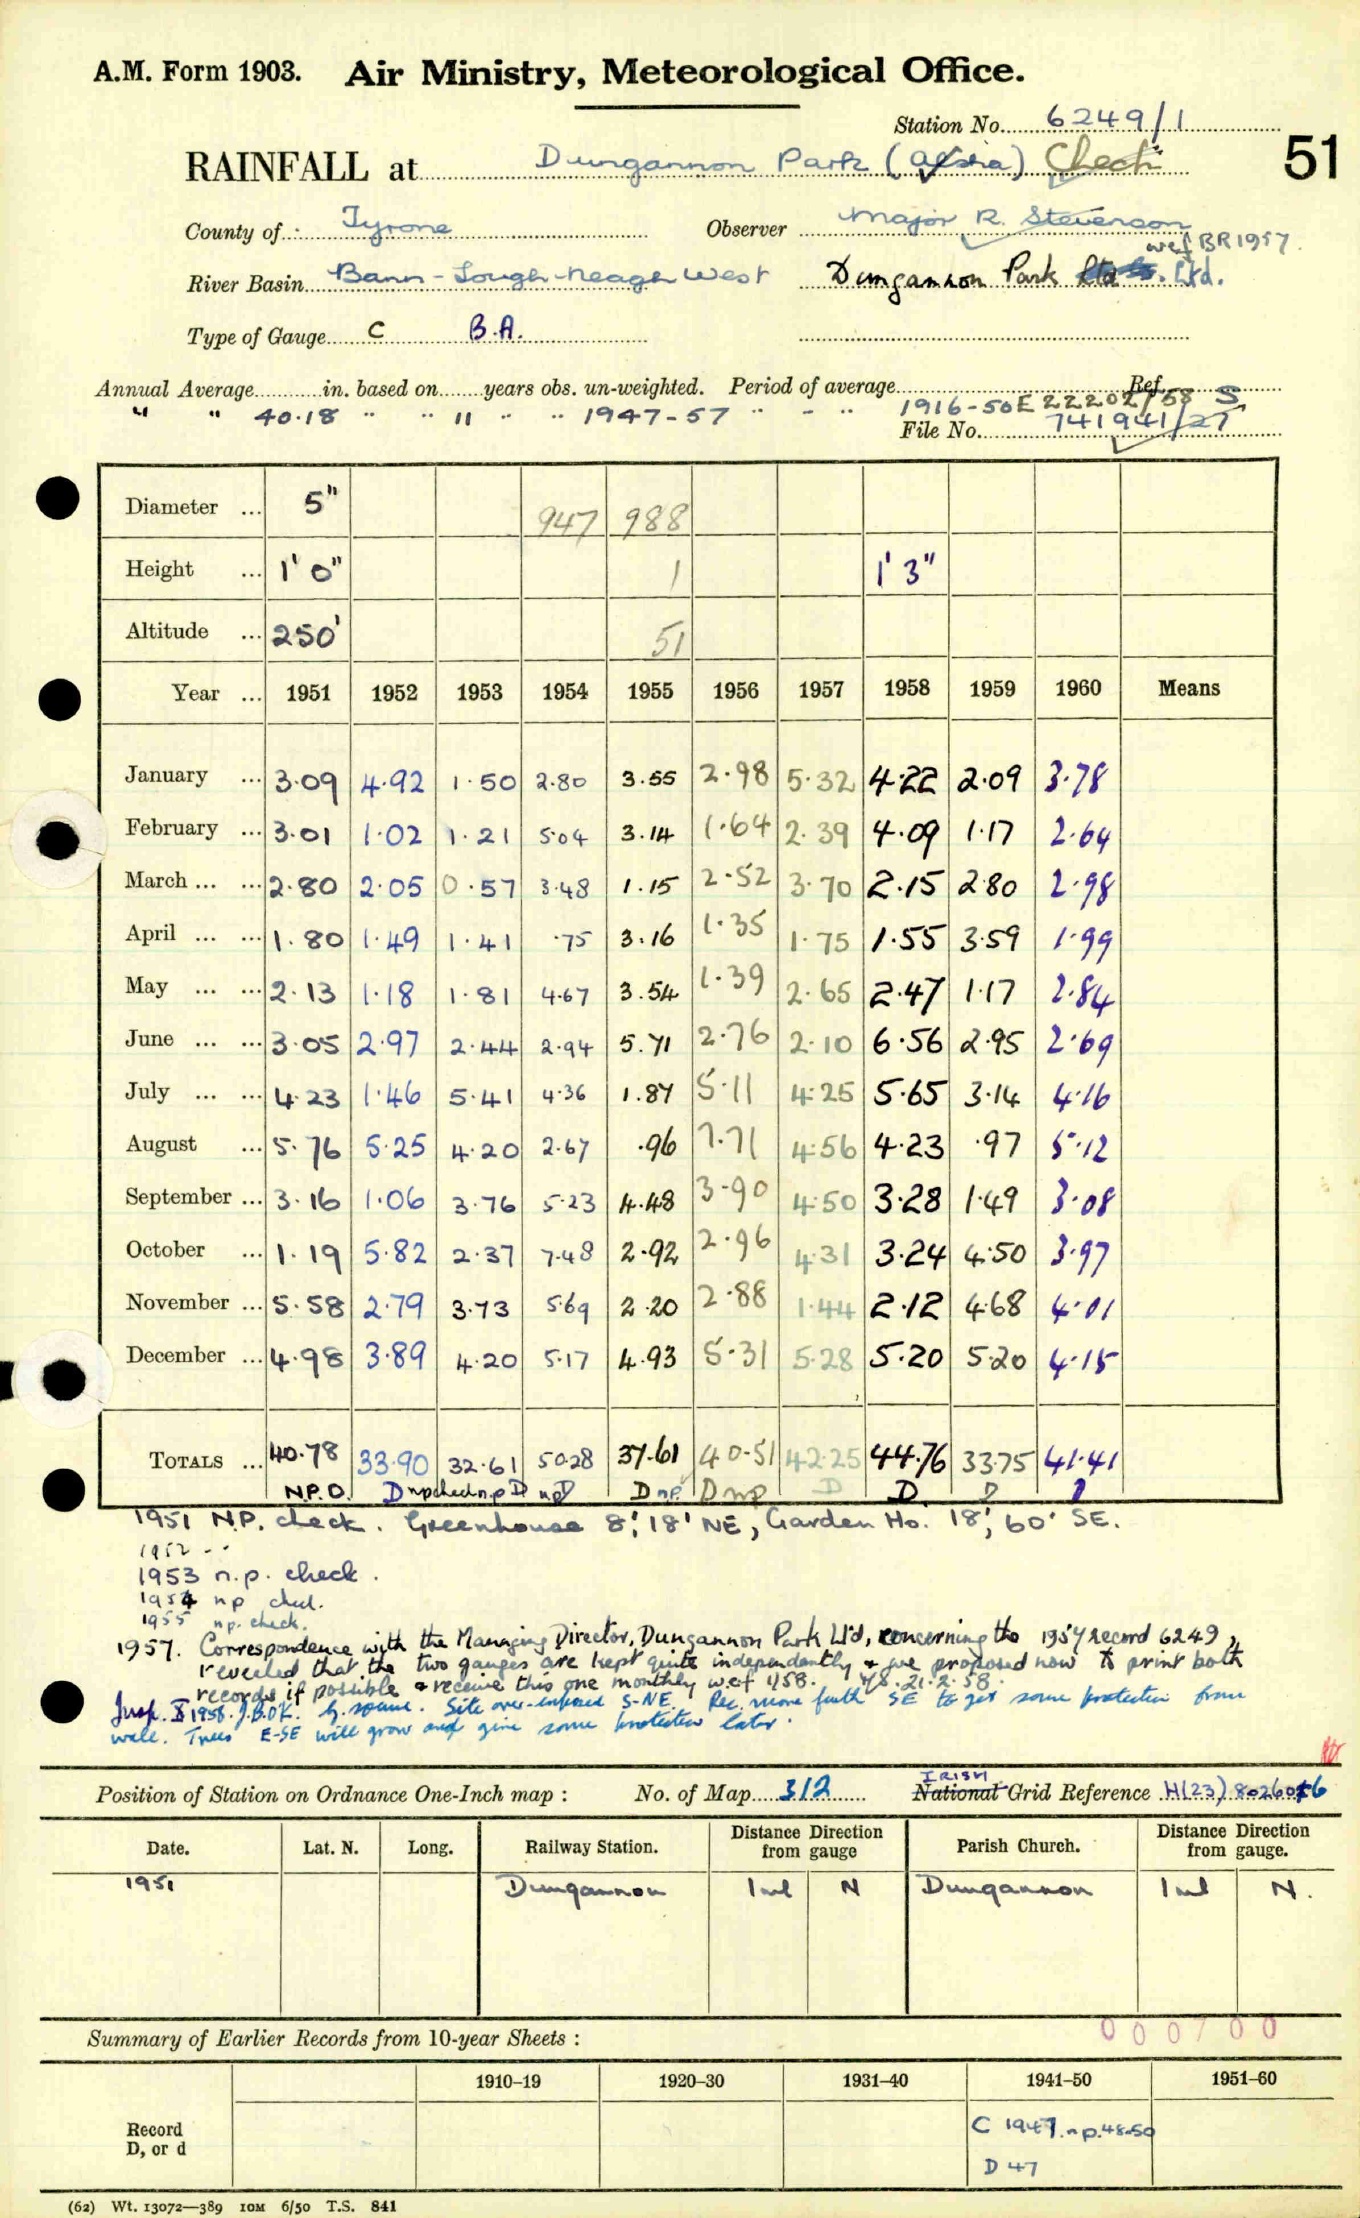 A.M. Form 1903. Air Ministry, Meteorological Office.
Station No. 6249/1
51
RAINFALL at Dungannon Park ( ) Check
County of Tyrone Observer Major R. Stevenson
wef BR 1957.
River Basin Bann - Lough Neagh West Dungannon Park Ltd.
Type of Gauge C B.A.
Annual Average in. based on years obs. un-weighted. Period of average Ref.
" " 40.18 " " 11 " " 1947-57 " - " 1916-50 E 22202/58 S
File No. 741941/27
Diameter ... 5" 947 988
Height ... 1' 0" 1 1' 3"
Altitude ... 250' 51
Year ... 1951 1952 1953 1954 1955 1956 1957 1958 1959 1960 Means
January ... 3.09 4.92 1.50 2.80 3.55 2.98 5.32 4.22 2.09 3.78
February ... 3.01 1.02 1.21 5.04 3.14 1.64 2.39 4.09 1.17 2.64
March ... ... 2.80 2.05 0.57 3.48 1.15 2.52 3.70 2.15 2.80 2.98
April ... ... 1.80 1.49 1.41 .75 3.16 1.35 1.75 1.55 3.59 1.99
May ... ... 2.13 1.18 1.81 4.67 3.54 1.39 2.65 2.47 1.17 2.84
June ... ... 3.05 2.97 2.44 2.94 5.71 2.76 2.10 6.56 2.95 2.69
July ... ... 4.23 1.46 5.41 4.36 1.87 5.11 4.25 5.65 3.14 4.16
August ... 5.76 5.25 4.20 2.67 .96 7.71 4.56 4.23 .97 5.12
September ... 3.16 1.06 3.76 5.23 4.48 3.90 4.50 3.28 1.49 3.08
October ... 1.19 5.82 2.37 7.48 2.92 2.96 4.31 3.24 4.50 3.97
November ... 5.58 2.79 3.73 5.69 2.20 2.88 1.44 2.12 4.68 4.01
December ... 4.98 3.89 4.20 5.17 4.93 5.31 5.28 5.20 5.20 4.15
TOTALS ... 40.78 33.90 32.61 50.28 37.61 40.51 42.25 44.76 33.75 41.41
N.P.D. D np check n.p D np D D np. D np D D. D D
1951 N.P. check. Greenhouse 8', 18' NE, Garden Ho. 18', 60' SE.
1952 - -
1953 n.p. check.
1954 np check.
1955 np. check.
1957. Correspondence with the Managing Director, Dungannon Park Ltd, concerning the 1957 record 6249,
revealed that the two gauges are kept quite independently & we proposed now to print both
records if possible & receive this one monthly w.e.f 1/58. 21.2.58.
Insp. X 1958. J.B.OK. G. Site over-exposed S-NE. Rec. move further SE to get some protection from
wall. Trees E-SE will grow and give some protection later.
Position of Station on Ordnance One-Inch map : No. of Map 312 IRISH National Grid Reference H(23) 802606
Date. Lat. N. Long. Railway Station. Distance from gauge Direction Parish Church. Distance Direction from gauge.
1951 Dungannon 1 ml N Dungannon 1 ml N.
Summary of Earlier Records from 10-year Sheets :
000700
1910–19 1920–30 1931–40 1941–50 1951–60
Record D, or d C 1947. np. 48-50
D 47
(62) Wt. 13072—389 10M 6/50 T.S. 841